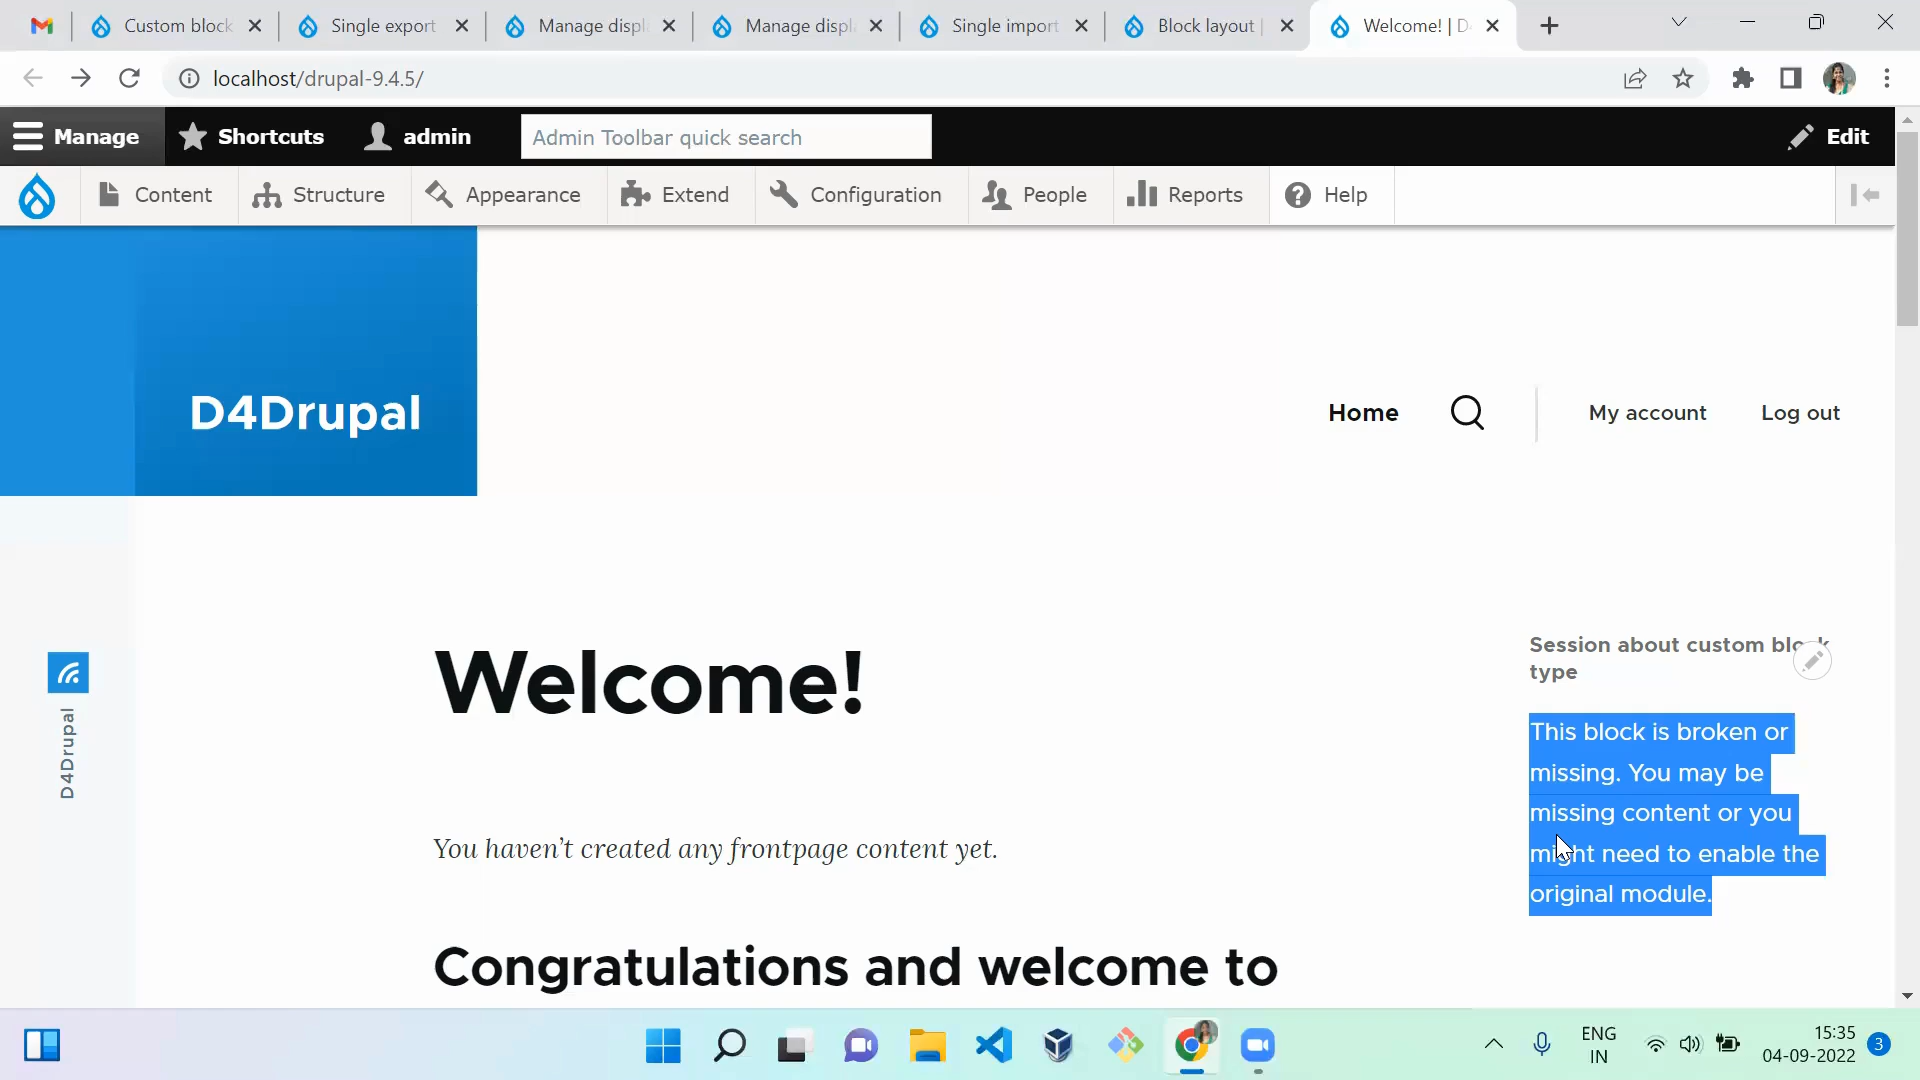 Custom block
Single export
Manage displ
Manage displ
Single import
Block layout |
Welcome! | D
localhost/drupal-9.4.5/
Manage
Shortcuts
admin
Admin Toolbar quick search
Edit
Content
Structure
Appearance
Extend
Configuration
People
Reports
Help
D4Drupal
Home
My account
Log out
D4Drupal
Welcome!
You haven't created any frontpage content yet.
Congratulations and welcome to
Session about custom block
type
This block is broken or
missing. You may be
missing content or you
might need to enable the
original module.
ENG
IN
15:35
04-09-2022
3